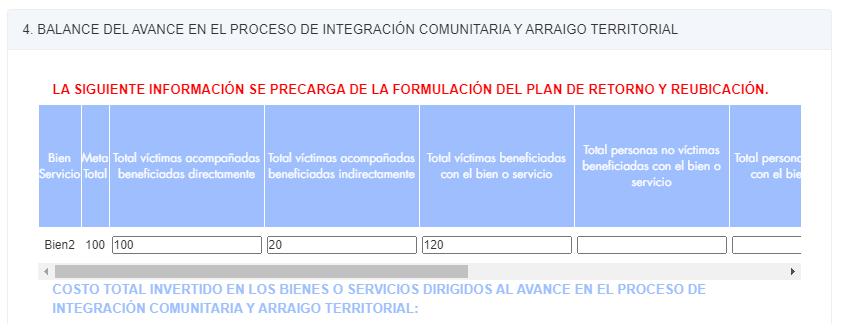 4. BALANCE DEL AVANCE EN EL PROCESO DE INTEGRACIÓN COMUNITARIA Y ARRAIGO TERRITORIAL
LA SIGUIENTE INFORMACIÓN SE PRECARGA DE LA FORMULACIÓN DEL PLAN DE RETORNO Y REUBICACIÓN.
Bien
Servicio
Meta
Total
Total víctimas acompañadas
beneficiadas directamente
Total víctimas acompañadas
beneficiadas indirectamente
Total víctimas beneficiadas
con el bien o servicio
Total personas no víctimas
beneficiadas con el bien o
servicio
Total
con el
Bien2 100 100 20 120
COSTO TOTAL INVERTIDO EN LOS BIENES O SERVICIOS DIRIGIDOS AL AVANCE EN EL PROCESO DE
INTEGRACIÓN COMUNITARIA Y ARRAIGO TERRITORIAL: